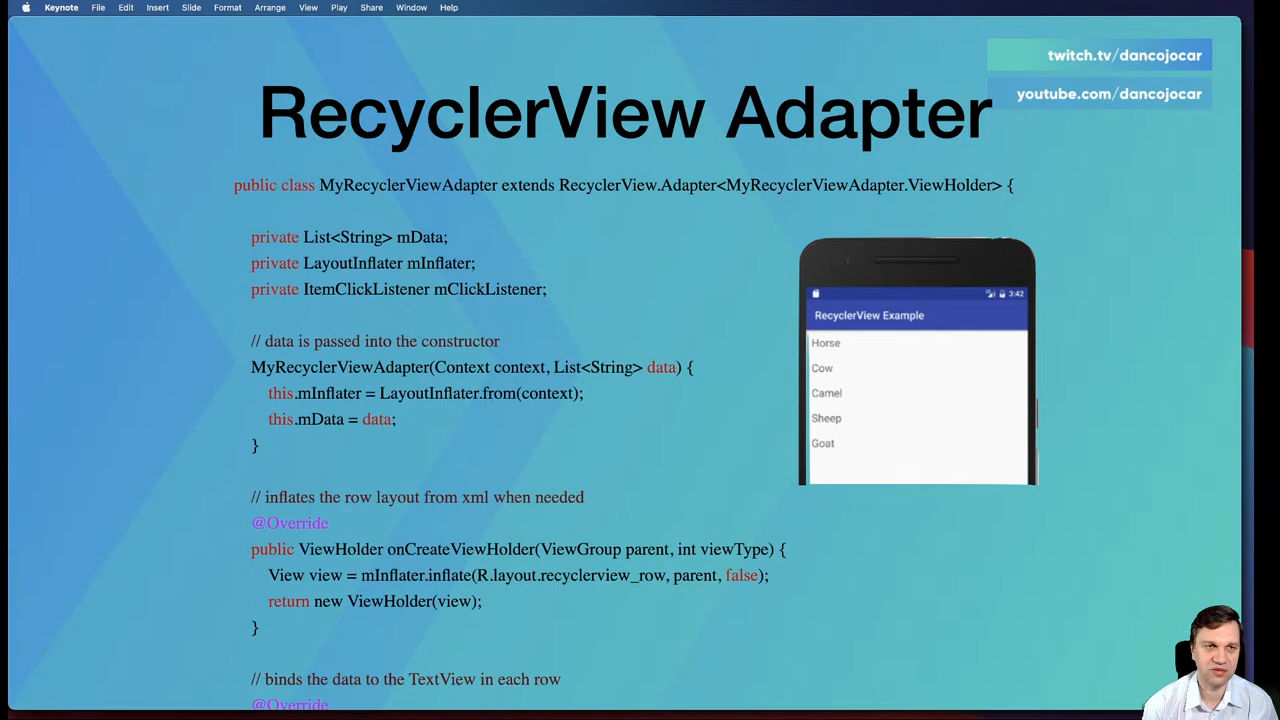 Keynote File Edit Insert Slide Format Arrange View Play Share Window Help
twitch.tv/dancojocar
youtube.com/dancojocar
RecyclerView Adapter
public class MyRecyclerViewAdapter extends RecyclerView.Adapter<MyRecyclerViewAdapter.ViewHolder> {
private List<String> mData;
private LayoutInflater mInflater;
private ItemClickListener mClickListener;
// data is passed into the constructor
MyRecyclerViewAdapter(Context context, List<String> data) {
this.mInflater = LayoutInflater.from(context);
this.mData = data;
}
// inflates the row layout from xml when needed
@Override
public ViewHolder onCreateViewHolder(ViewGroup parent, int viewType) {
View view = mInflater.inflate(R.layout.recyclerview_row, parent, false);
return new ViewHolder(view);
}
// binds the data to the TextView in each row
@Override
3:42
RecyclerView Example
Horse
Cow
Camel
Sheep
Goat